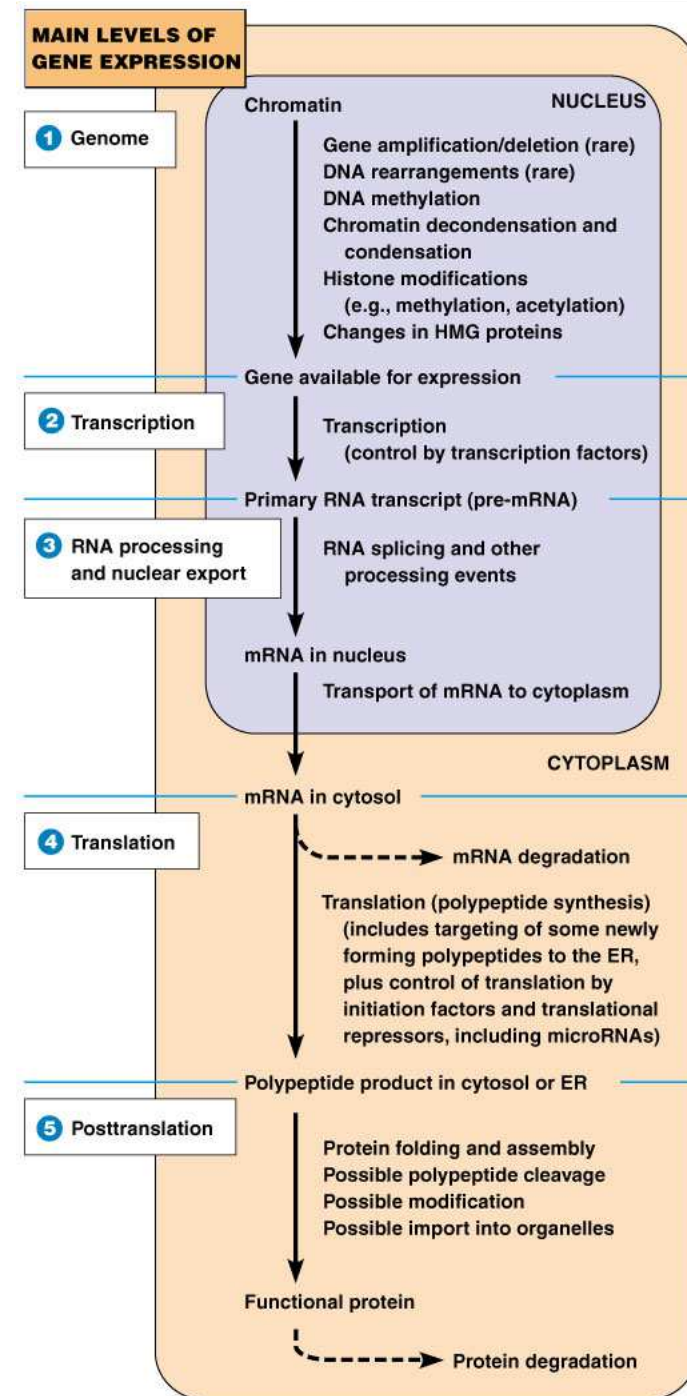 MAIN LEVELS OF
GENE EXPRESSION
NUCLEUS
Chromatin
1 Genome
Gene amplification/deletion (rare)
DNA rearrangements (rare)
DNA methylation
Chromatin decondensation and
condensation
Histone modifications
(e.g., methylation, acetylation)
Changes in HMG proteins
Gene available for expression
2 Transcription
Transcription
(control by transcription factors)
Primary RNA transcript (pre-mRNA)
3 RNA processing
and nuclear export
RNA splicing and other
processing events
mRNA in nucleus
Transport of mRNA to cytoplasm
CYTOPLASM
mRNA in cytosol
4 Translation
mRNA degradation
Translation (polypeptide synthesis)
(includes targeting of some newly
forming polypeptides to the ER,
plus control of translation by
initiation factors and translational
repressors, including microRNAs)
Polypeptide product in cytosol or ER
5 Posttranslation
Protein folding and assembly
Possible polypeptide cleavage
Possible modification
Possible import into organelles
Functional protein
Protein degradation